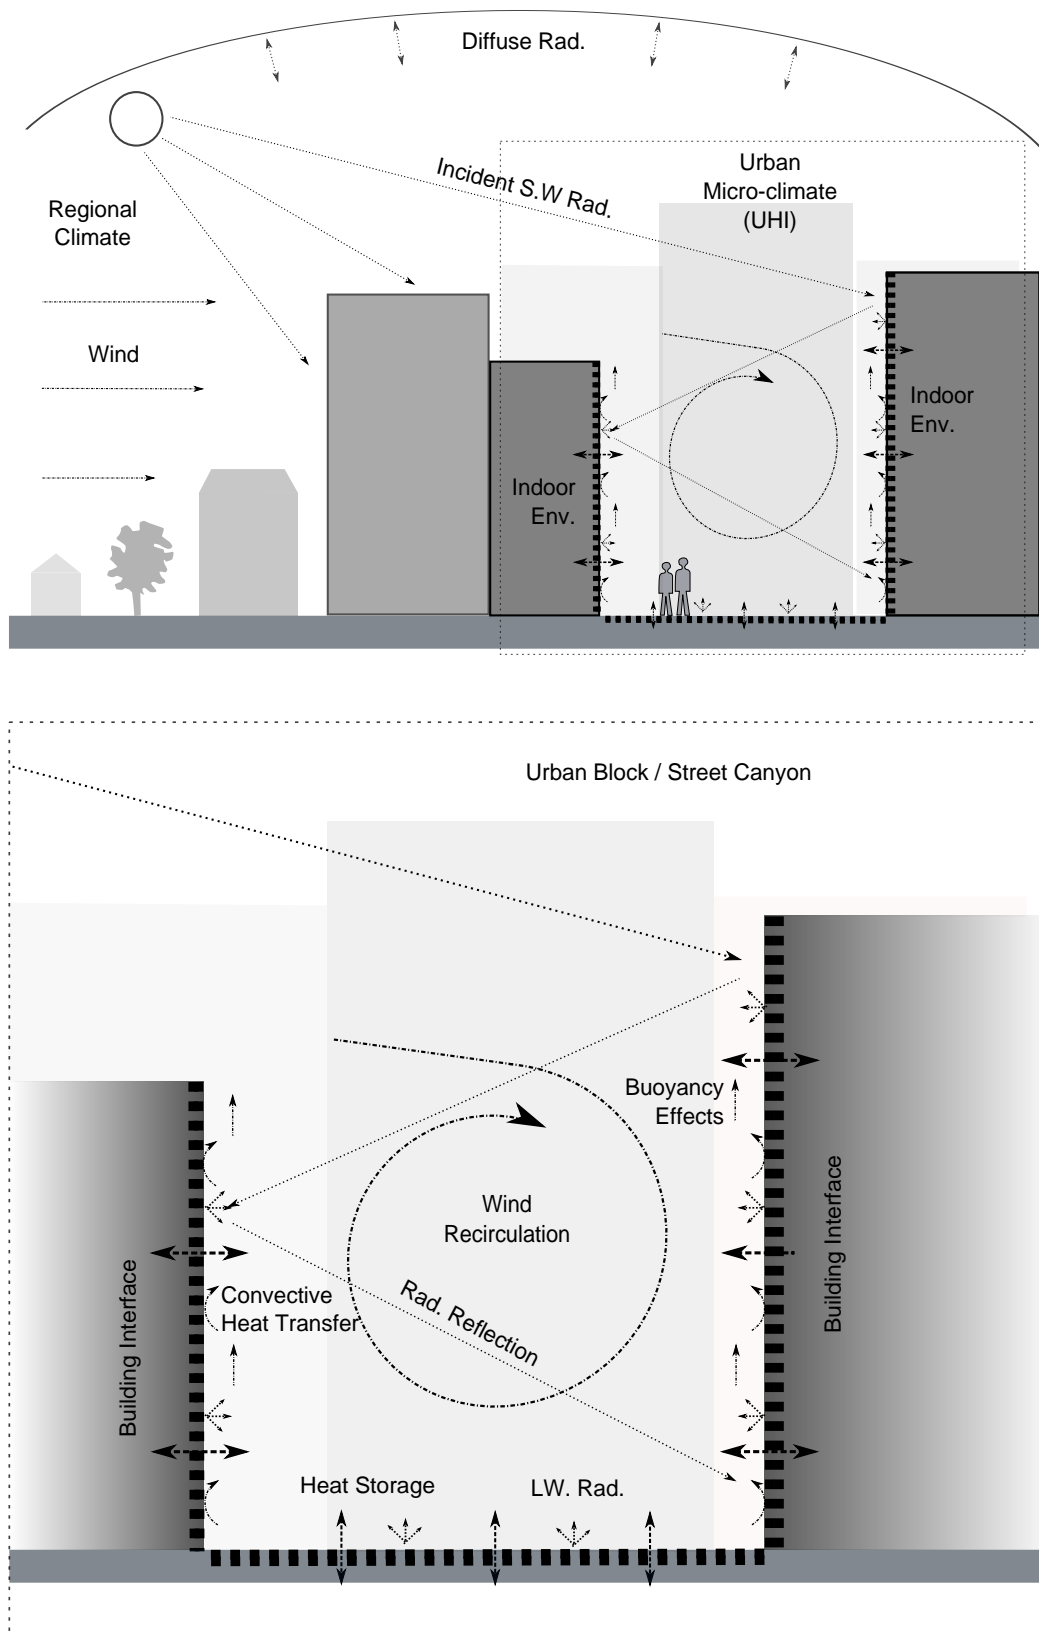 Diffuse Rad.
Incident S.W Rad.
Urban
Micro-climate
(UHI)
Regional
Climate
Wind
Indoor
Env.
Indoor
Env.
Urban Block / Street Canyon
Buoyancy
Effects
Wind
Recirculation
Building Interface
Building Interface
Convective
Heat Transfer
Rad. Reflection
Heat Storage
LW. Rad.